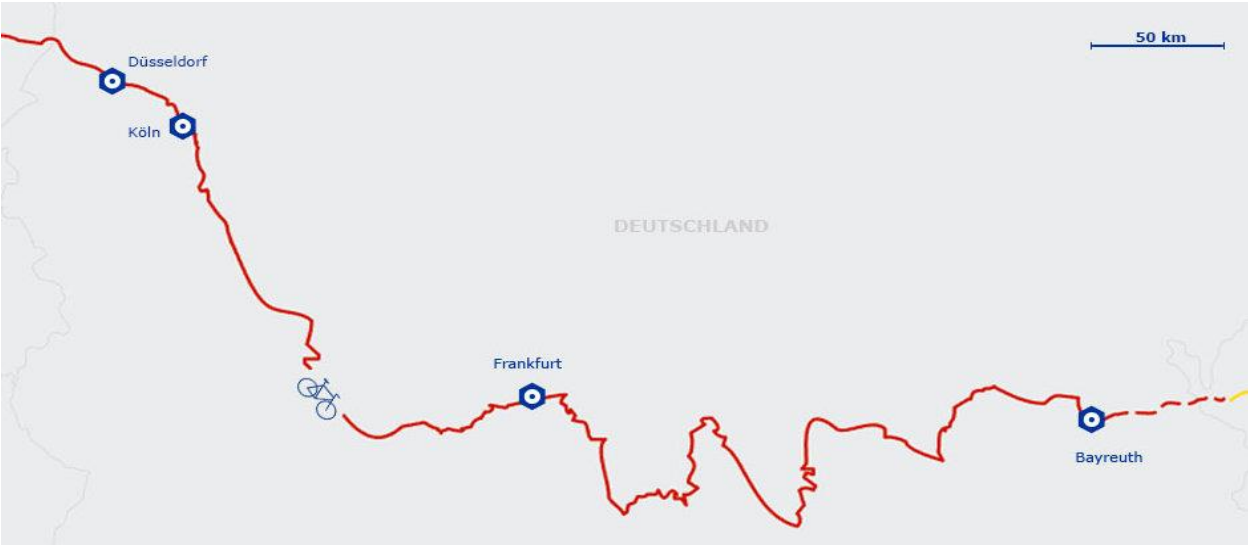 50 km
Düsseldorf
Köln
DEUTSCHLAND
Frankfurt
Bayreuth